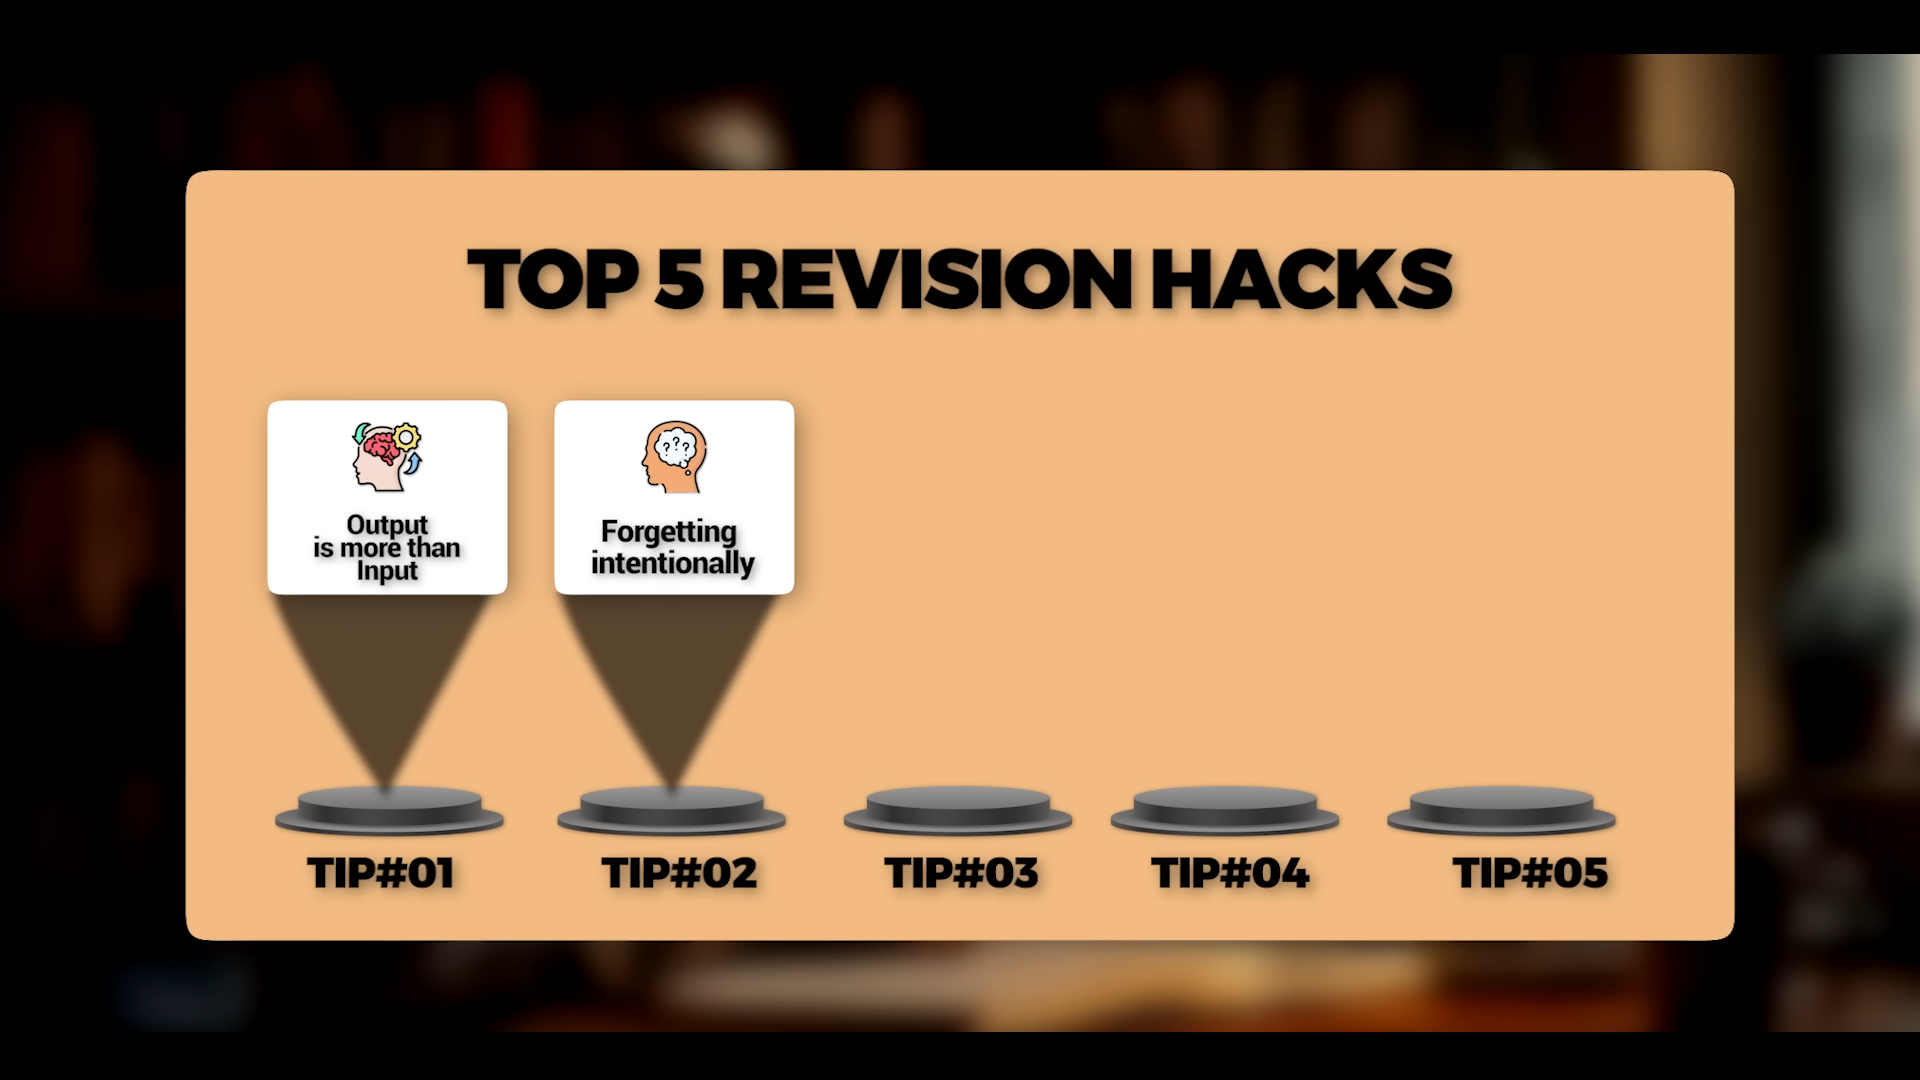 TOP 5 REVISION HACKS
Output
is more than
Input
Forgetting
intentionally
TIP#01
TIP#02
TIP#03
TIP#04
TIP#05